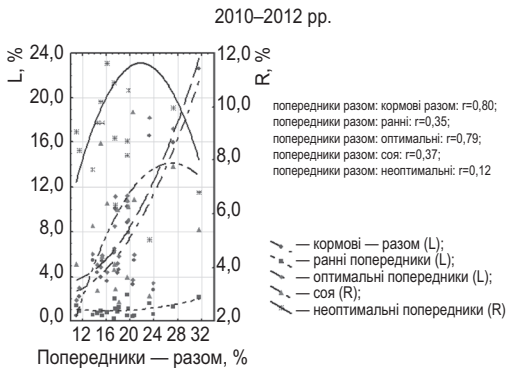 2010–2012 рр.
L, %
R, %
24,0
20,0
16,0
12,0
8,0
4,0
0,0
12,0
10,0
8,0
6,0
4,0
2,0
12 16 20 24 28 32
Попередники — разом, %
попередники разом: кормові разом: r=0,80;
попередники разом: ранні: r=0,35;
попередники разом: оптимальні: r=0,79;
попередники разом: соя: r=0,37;
попередники разом: неоптимальні: r=0,12
— кормові — разом (L);
— ранні попередники (L);
— оптимальні попередники (L);
— соя (R);
— неоптимальні попередники (R)